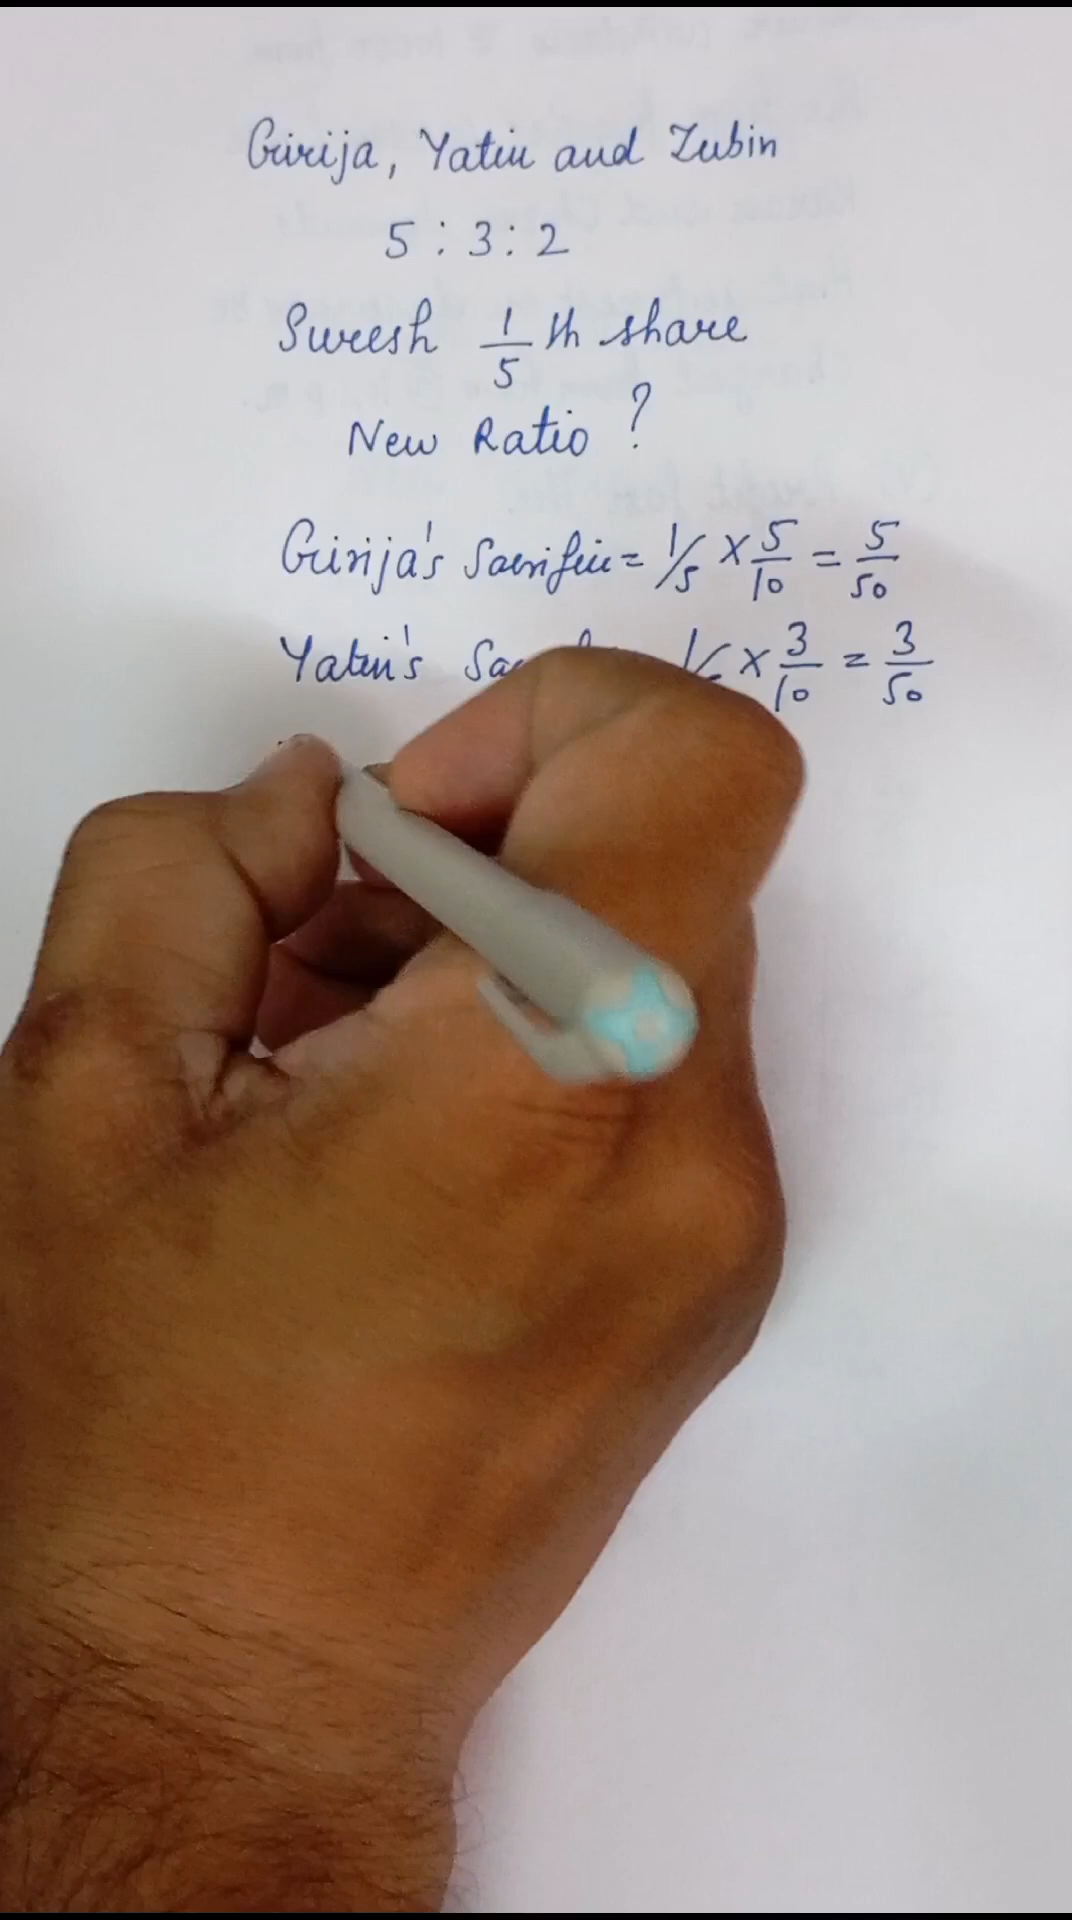 Girija, Yatin and Zubin
5 : 3 : 2
Suresh 1/5 th share
New Ratio ?
Girija's Sacrifice = 1/5 × 5/10 = 5/50
Yatin's × 3/10 = 3/50